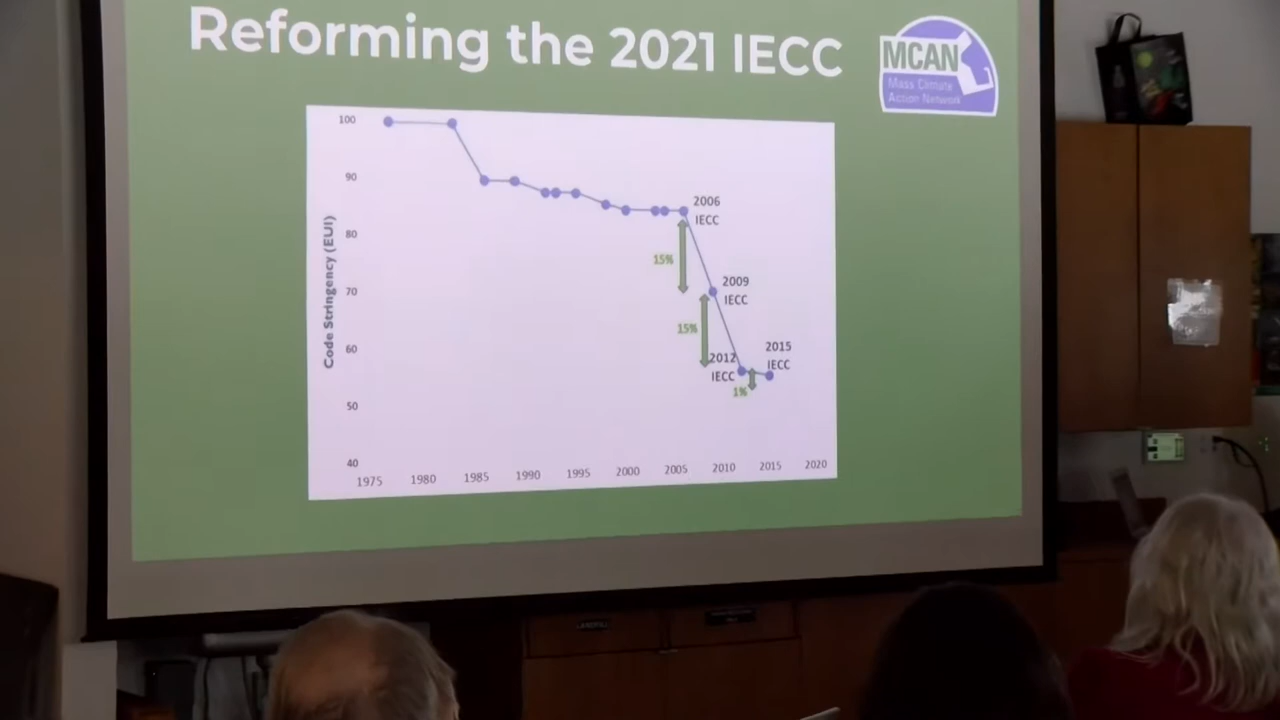 Reforming the 2021 IECC
MCAN
Mass Climate
Action Network
Code Stringency (EUI)
100
90
80
70
60
50
40
1975 1980 1985 1990 1995 2000 2005 2010 2015 2020
2006
IECC
15%
2009
IECC
15%
2012
IECC
2015
IECC
1%
LANDFILL